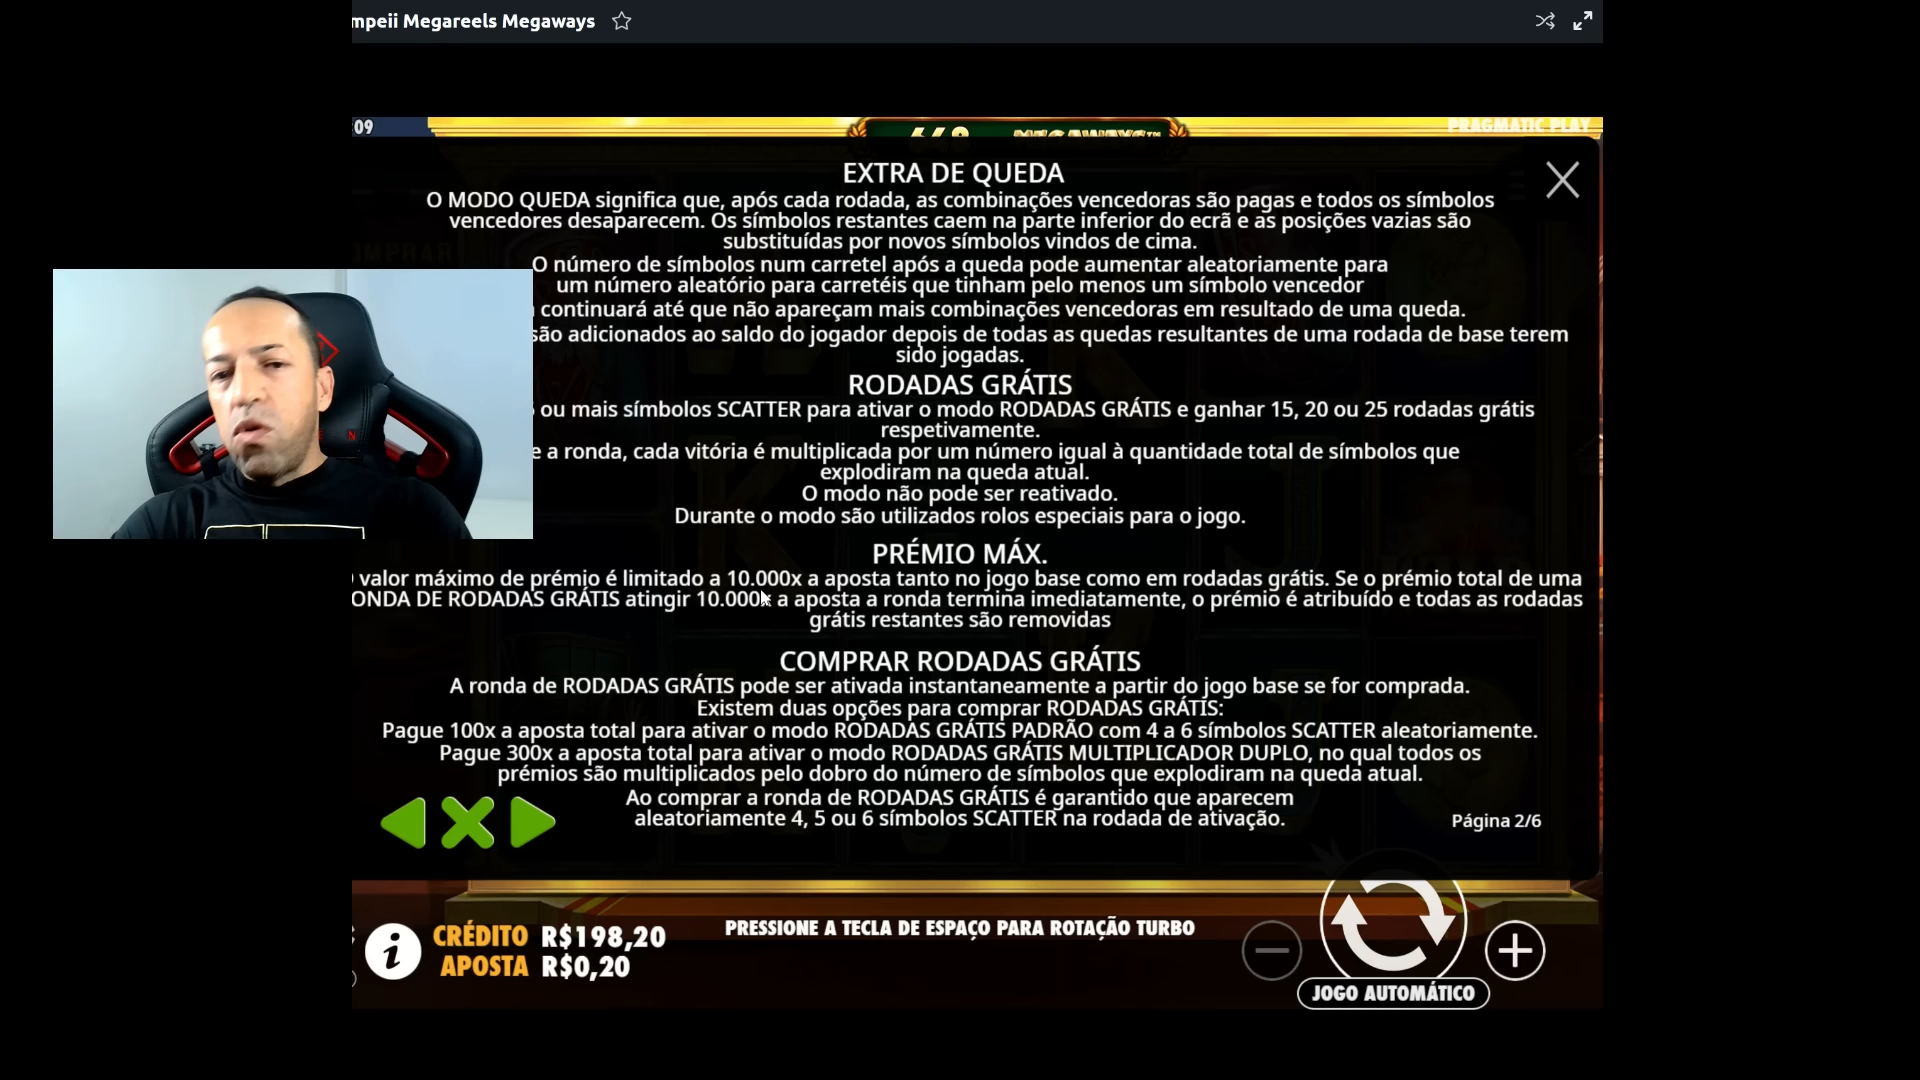 mpeii Megareels Megaways
09
668 MEGAWAYS™
PRAGMATIC PLAY
EXTRA DE QUEDA
O MODO QUEDA significa que, após cada rodada, as combinações vencedoras são pagas e todos os símbolos
vencedores desaparecem. Os símbolos restantes caem na parte inferior do ecrã e as posições vazias são
substituídas por novos símbolos vindos de cima.
O número de símbolos num carretel após a queda pode aumentar aleatoriamente para
um número aleatório para carretéis que tinham pelo menos um símbolo vencedor
continuará até que não apareçam mais combinações vencedoras em resultado de uma queda.
são adicionados ao saldo do jogador depois de todas as quedas resultantes de uma rodada de base terem
sido jogadas.
RODADAS GRÁTIS
ou mais símbolos SCATTER para ativar o modo RODADAS GRÁTIS e ganhar 15, 20 ou 25 rodadas grátis
respetivamente.
e a ronda, cada vitória é multiplicada por um número igual à quantidade total de símbolos que
explodiram na queda atual.
O modo não pode ser reativado.
Durante o modo são utilizados rolos especiais para o jogo.
PRÉMIO MÁX.
valor máximo de prémio é limitado a 10.000x a aposta tanto no jogo base como em rodadas grátis. Se o prémio total de uma
ONDA DE RODADAS GRÁTIS atingir 10.000x a aposta a ronda termina imediatamente, o prémio é atribuído e todas as rodadas
grátis restantes são removidas
COMPRAR RODADAS GRÁTIS
A ronda de RODADAS GRÁTIS pode ser ativada instantaneamente a partir do jogo base se for comprada.
Existem duas opções para comprar RODADAS GRÁTIS:
Pague 100x a aposta total para ativar o modo RODADAS GRÁTIS PADRÃO com 4 a 6 símbolos SCATTER aleatoriamente.
Pague 300x a aposta total para ativar o modo RODADAS GRÁTIS MULTIPLICADOR DUPLO, no qual todos os
prémios são multiplicados pelo dobro do número de símbolos que explodiram na queda atual.
Ao comprar a ronda de RODADAS GRÁTIS é garantido que aparecem
aleatoriamente 4, 5 ou 6 símbolos SCATTER na rodada de ativação.
Página 2/6
CRÉDITO R$198,20
APOSTA R$0,20
PRESSIONE A TECLA DE ESPAÇO PARA ROTAÇÃO TURBO
JOGO AUTOMÁTICO